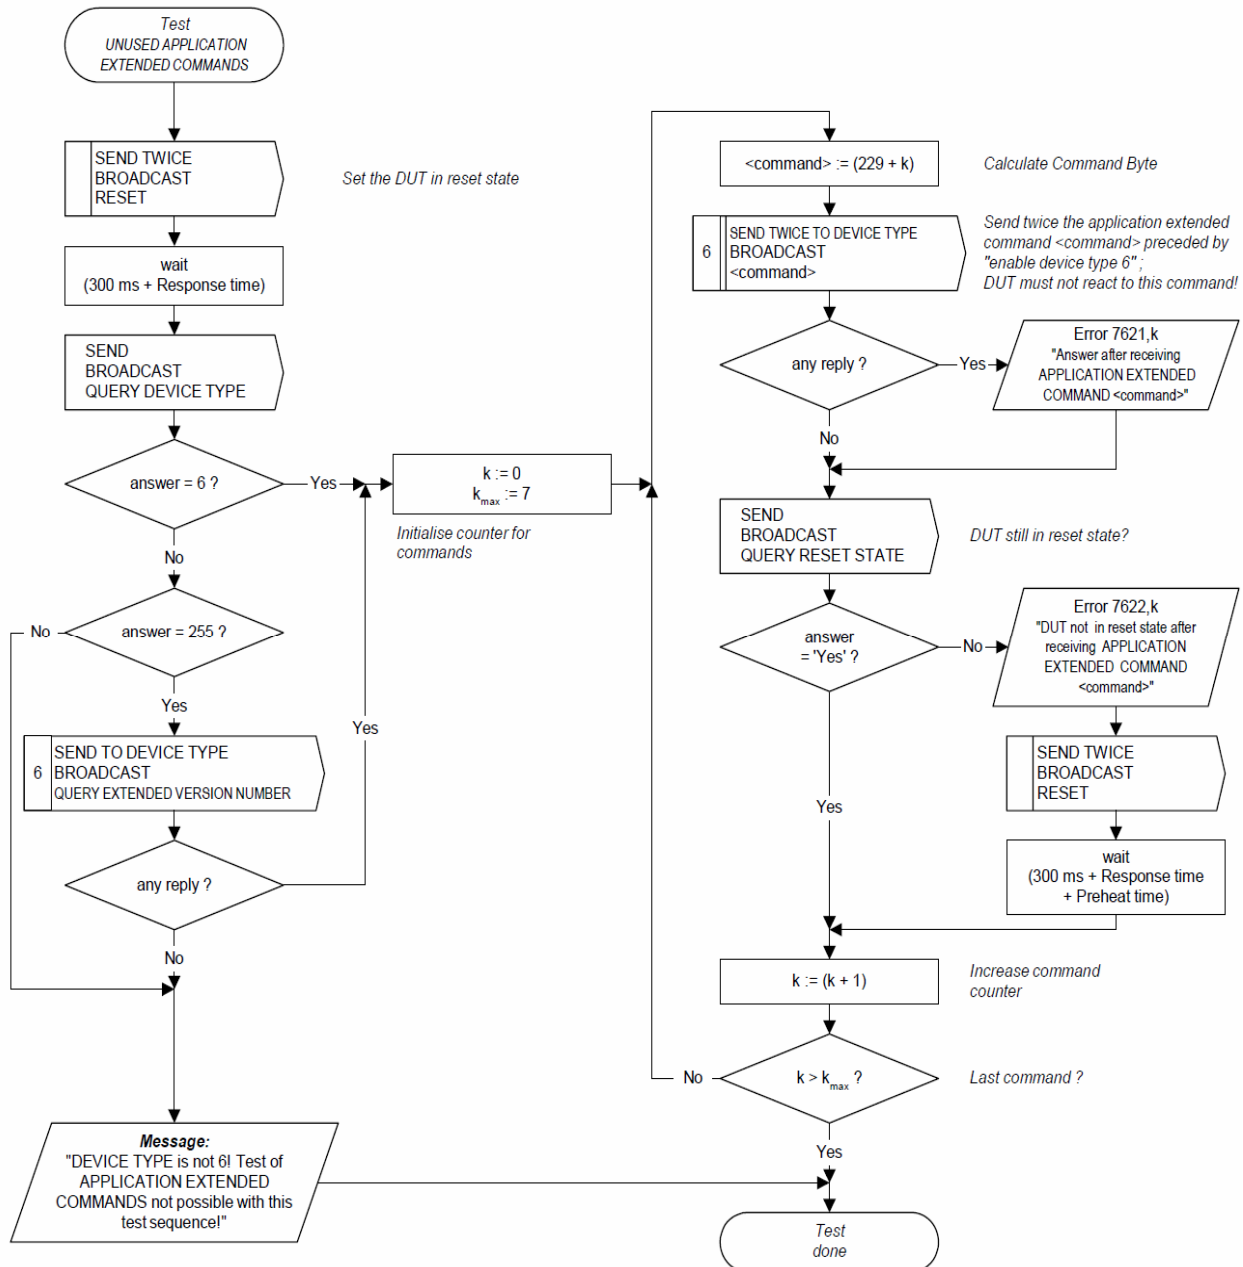 Test
UNUSED APPLICATION
EXTENDED COMMANDS
SEND TWICE
BROADCAST
RESET
Set the DUT in reset state
wait
(300 ms + Response time)
SEND
BROADCAST
QUERY DEVICE TYPE
answer = 6 ?
Yes
No
answer = 255 ?
No
Yes
6
SEND TO DEVICE TYPE
BROADCAST
QUERY EXTENDED VERSION NUMBER
any reply ?
Yes
No
Message:
"DEVICE TYPE is not 6! Test of
APPLICATION EXTENDED
COMMANDS not possible with this
test sequence!"
k := 0
kmax := 7
Initialise counter for
commands
<command> := (229 + k)
Calculate Command Byte
6
SEND TWICE TO DEVICE TYPE
BROADCAST
<command>
Send twice the application extended
command <command> preceded by
"enable device type 6" ;
DUT must not react to this command!
any reply ?
Yes
Error 7621,k
"Answer after receiving
APPLICATION EXTENDED
COMMAND <command>"
No
SEND
BROADCAST
QUERY RESET STATE
DUT still in reset state?
answer
= 'Yes' ?
No
Error 7622,k
"DUT not in reset state after
receiving APPLICATION
EXTENDED COMMAND
<command>"
SEND TWICE
BROADCAST
RESET
wait
(300 ms + Response time
+ Preheat time)
Yes
k := (k + 1)
Increase command
counter
k > kmax ?
No
Last command ?
Yes
Test
done